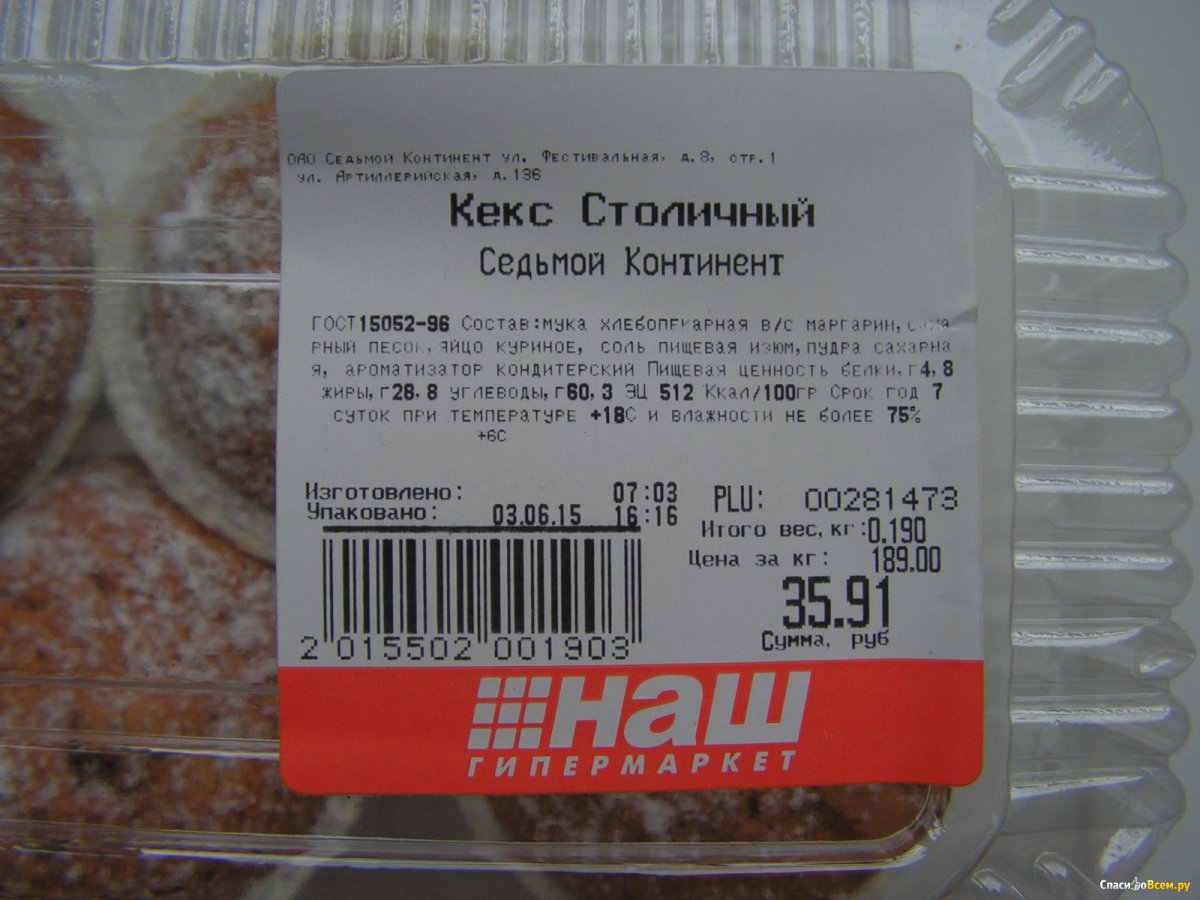 ОАО Седьмой Континент ул. Фестивальная, д.8, стр.1
ул. Артиллерийская, д.136
Кекс Столичный
Седьмой Континент
ГОСТ15052-96 Состав:мука хлебопекарная в/с маргарин,саха
рный песок,яйцо куриное, соль пищевая изюм,пудра сахарна
я, ароматизатор кондитерский Пищевая ценность белки,г4,8
жиры,г28,8 углеводы,г60,3 ЭЦ 512 Ккал/100гр Срок год 7
суток при температуре +18С и влажности не более 75%
+6С
Изготовлено: 07:03
Упаковано: 03.06.15 16:16
PLU: 00281473
Итого вес, кг:0.190
Цена за кг: 189.00
35.91
Сумма, руб
2 015502 001903
наш
ГИПЕРМАРКЕТ
СпасибоВсем.ру